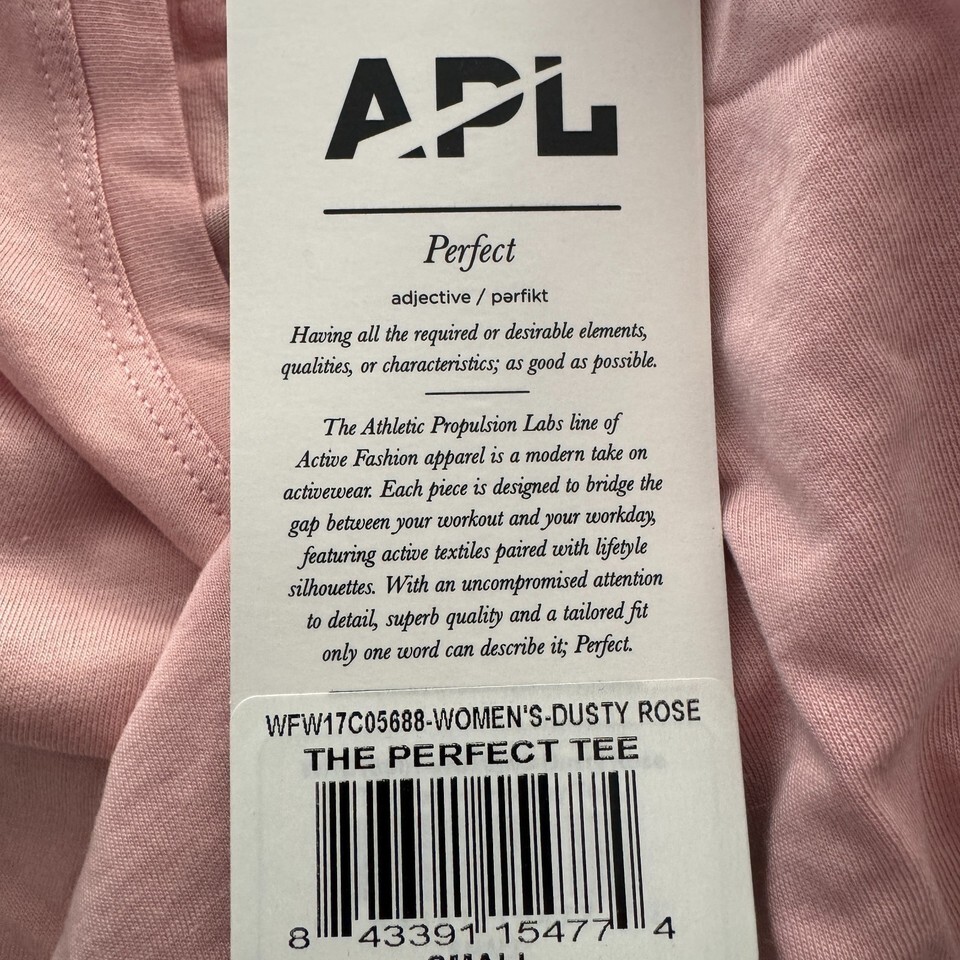 APL
Perfect
adjective / pərfikt
Having all the required or desirable elements,
qualities, or characteristics; as good as possible.
The Athletic Propulsion Labs line of
Active Fashion apparel is a modern take on
activewear. Each piece is designed to bridge the
gap between your workout and your workday,
featuring active textiles paired with lifetyle
silhouettes. With an uncompromised attention
to detail, superb quality and a tailored fit
only one word can describe it; Perfect.
WFW17C05688-WOMEN'S-DUSTY ROSE
THE PERFECT TEE
8 43391 15477 4
SMALL